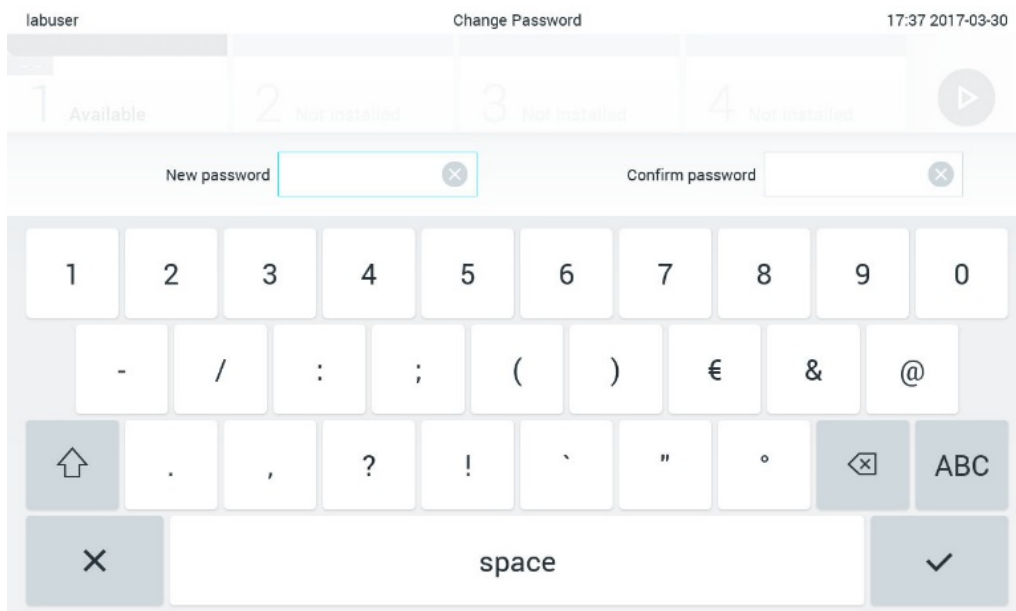 labuser Change Password 17:37 2017-03-30
1 Available 2 Not installed 3 Not installed 4 Not installed
New password Confirm password
1 2 3 4 5 6 7 8 9 0
- / : ; ( ) € & @
. , ? ! ` " ° ABC
space